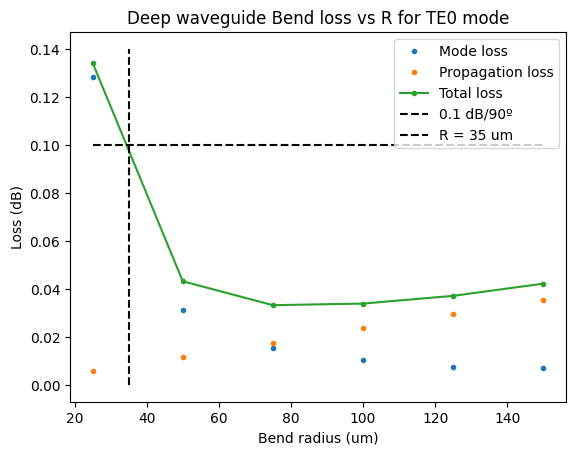 Deep waveguide Bend loss vs R for TE0 mode
0.14
0.12
0.10
0.08
0.06
0.04
0.02
0.00
Loss (dB)
Mode loss
Propagation loss
Total loss
0.1 dB/90º
R = 35 um
20
40
60
80
100
120
140
Bend radius (um)